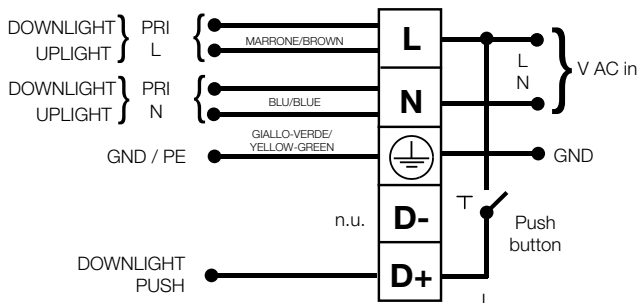 DOWNLIGHT
UPLIGHT
PRI
L
MARRONE/BROWN
L
L
N
V AC in
DOWNLIGHT
UPLIGHT
PRI
N
BLU/BLUE
N
GIALLO-VERDE/
YELLOW-GREEN
GND / PE
GND
n.u.
D-
Push
button
DOWNLIGHT
PUSH
D+